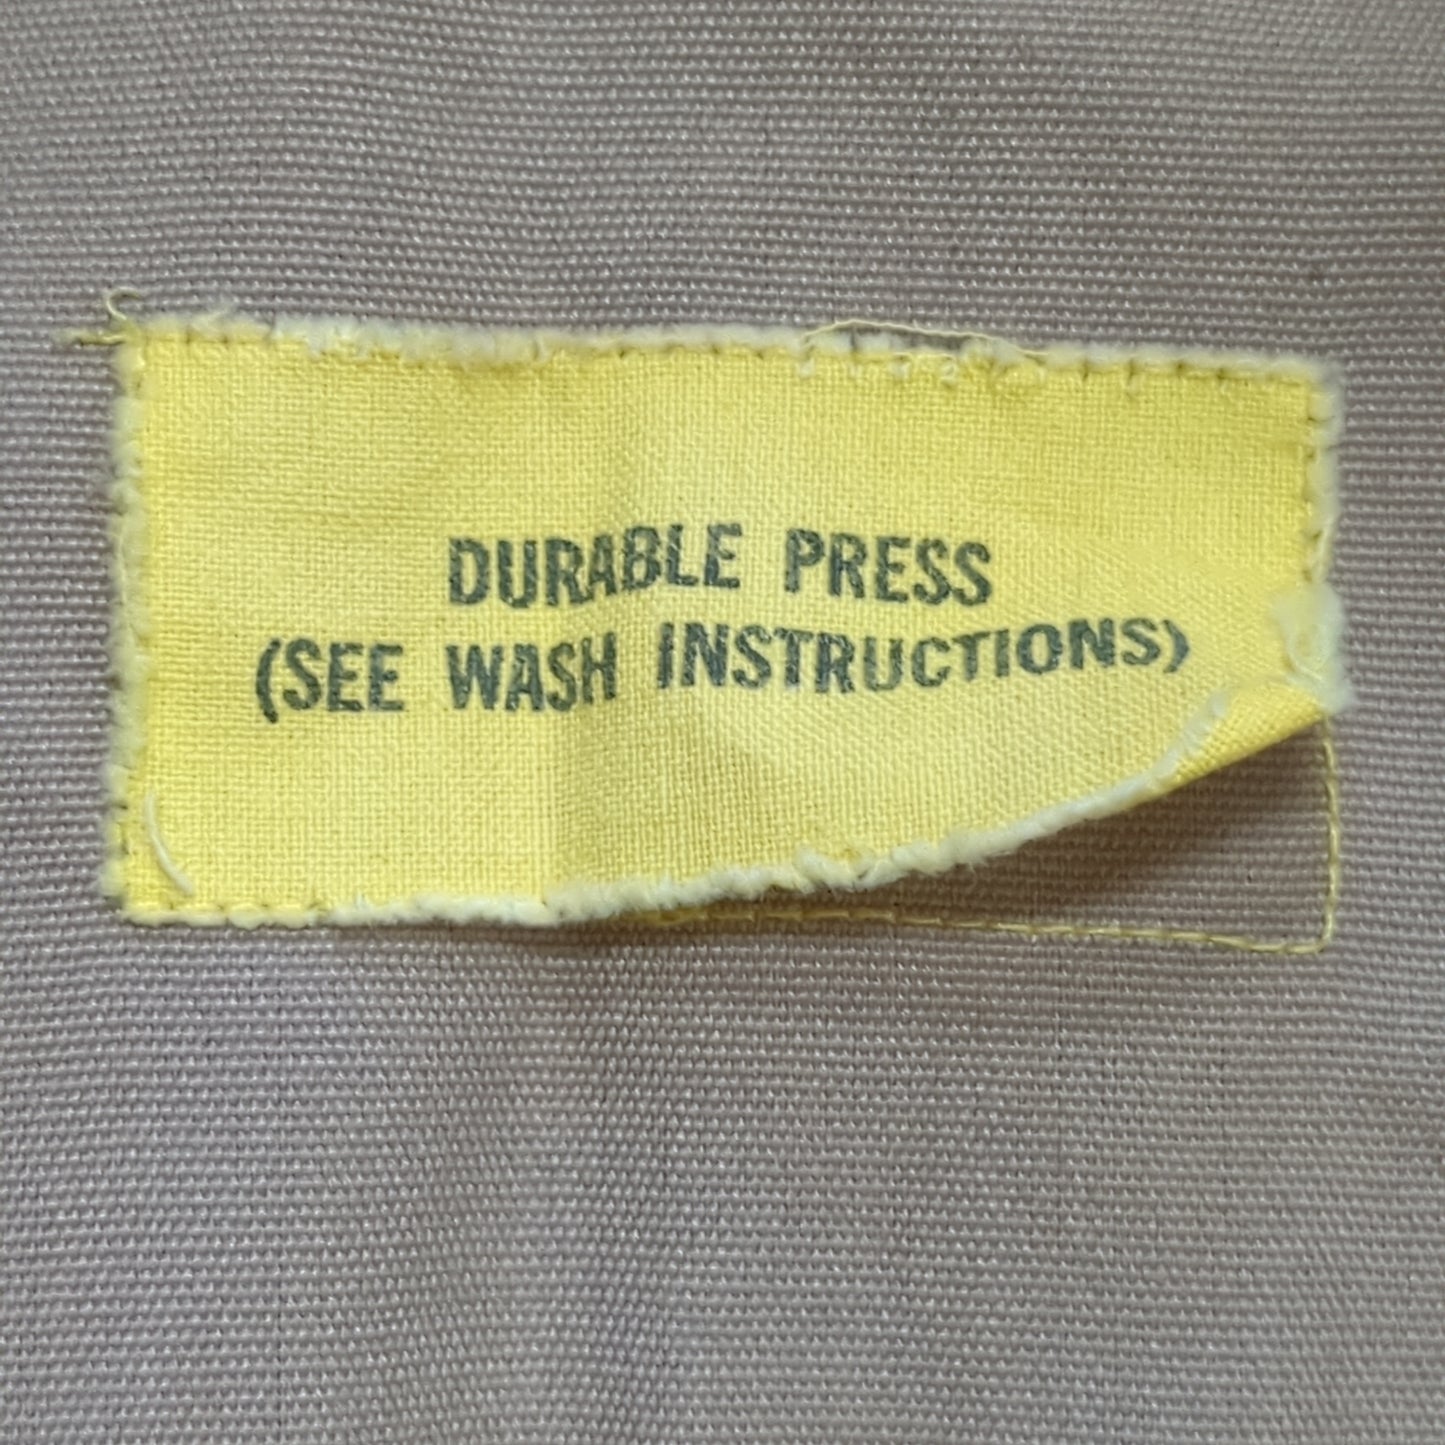 DURABLE PRESS
(SEE WASH INSTRUCTIONS)